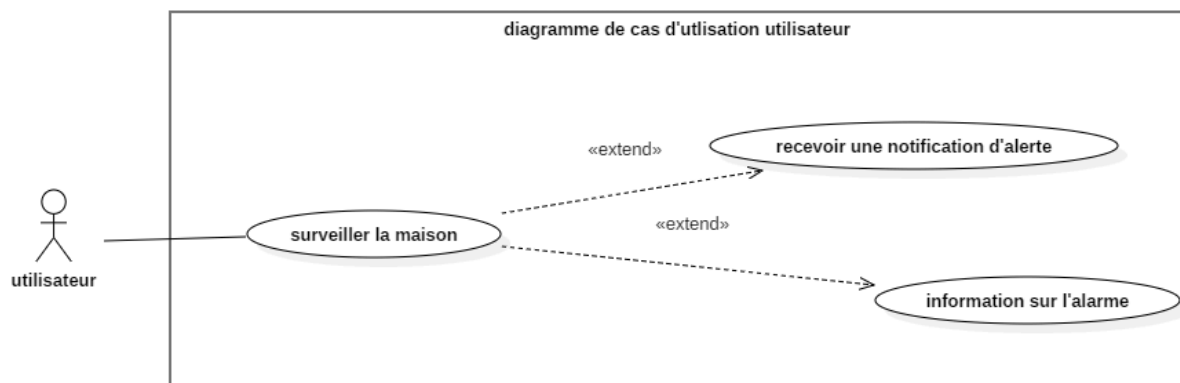 diagramme de cas d'utlisation utilisateur
«extend»
recevoir une notification d'alerte
«extend»
surveiller la maison
utilisateur
information sur l'alarme